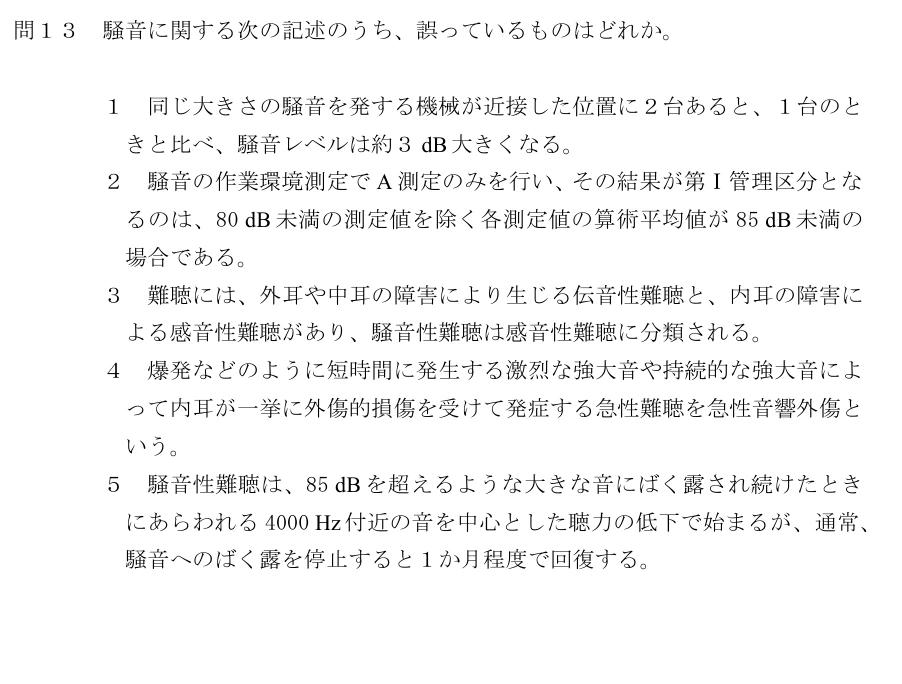 問１３　騒音に関する次の記述のうち、誤っているものはどれか。
１　同じ大きさの騒音を発する機械が近接した位置に２台あると、１台のと
きと比べ、騒音レベルは約３ dB 大きくなる。
２　騒音の作業環境測定で A 測定のみを行い、その結果が第Ⅰ管理区分とな
るのは、80 dB 未満の測定値を除く各測定値の算術平均値が 85 dB 未満の
場合である。
３　難聴には、外耳や中耳の障害により生じる伝音性難聴と、内耳の障害に
よる感音性難聴があり、騒音性難聴は感音性難聴に分類される。
４　爆発などのように短時間に発生する激烈な強大音や持続的な強大音によ
って内耳が一挙に外傷的損傷を受けて発症する急性難聴を急性音響外傷と
いう。
５　騒音性難聴は、85 dB を超えるような大きな音にばく露され続けたとき
にあらわれる 4000 Hz 付近の音を中心とした聴力の低下で始まるが、通常、
騒音へのばく露を停止すると１か月程度で回復する。